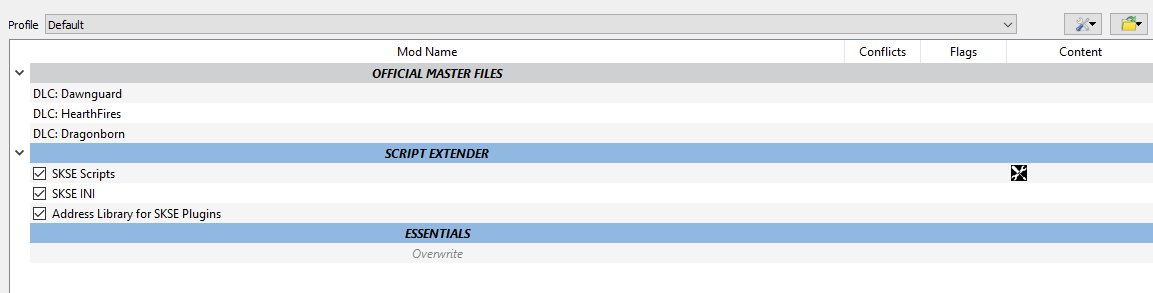 Profile Default
Mod Name Conflicts Flags Content
OFFICIAL MASTER FILES
DLC: Dawnguard
DLC: HearthFires
DLC: Dragonborn
SCRIPT EXTENDER
SKSE Scripts
SKSE INI
Address Library for SKSE Plugins
ESSENTIALS
Overwrite